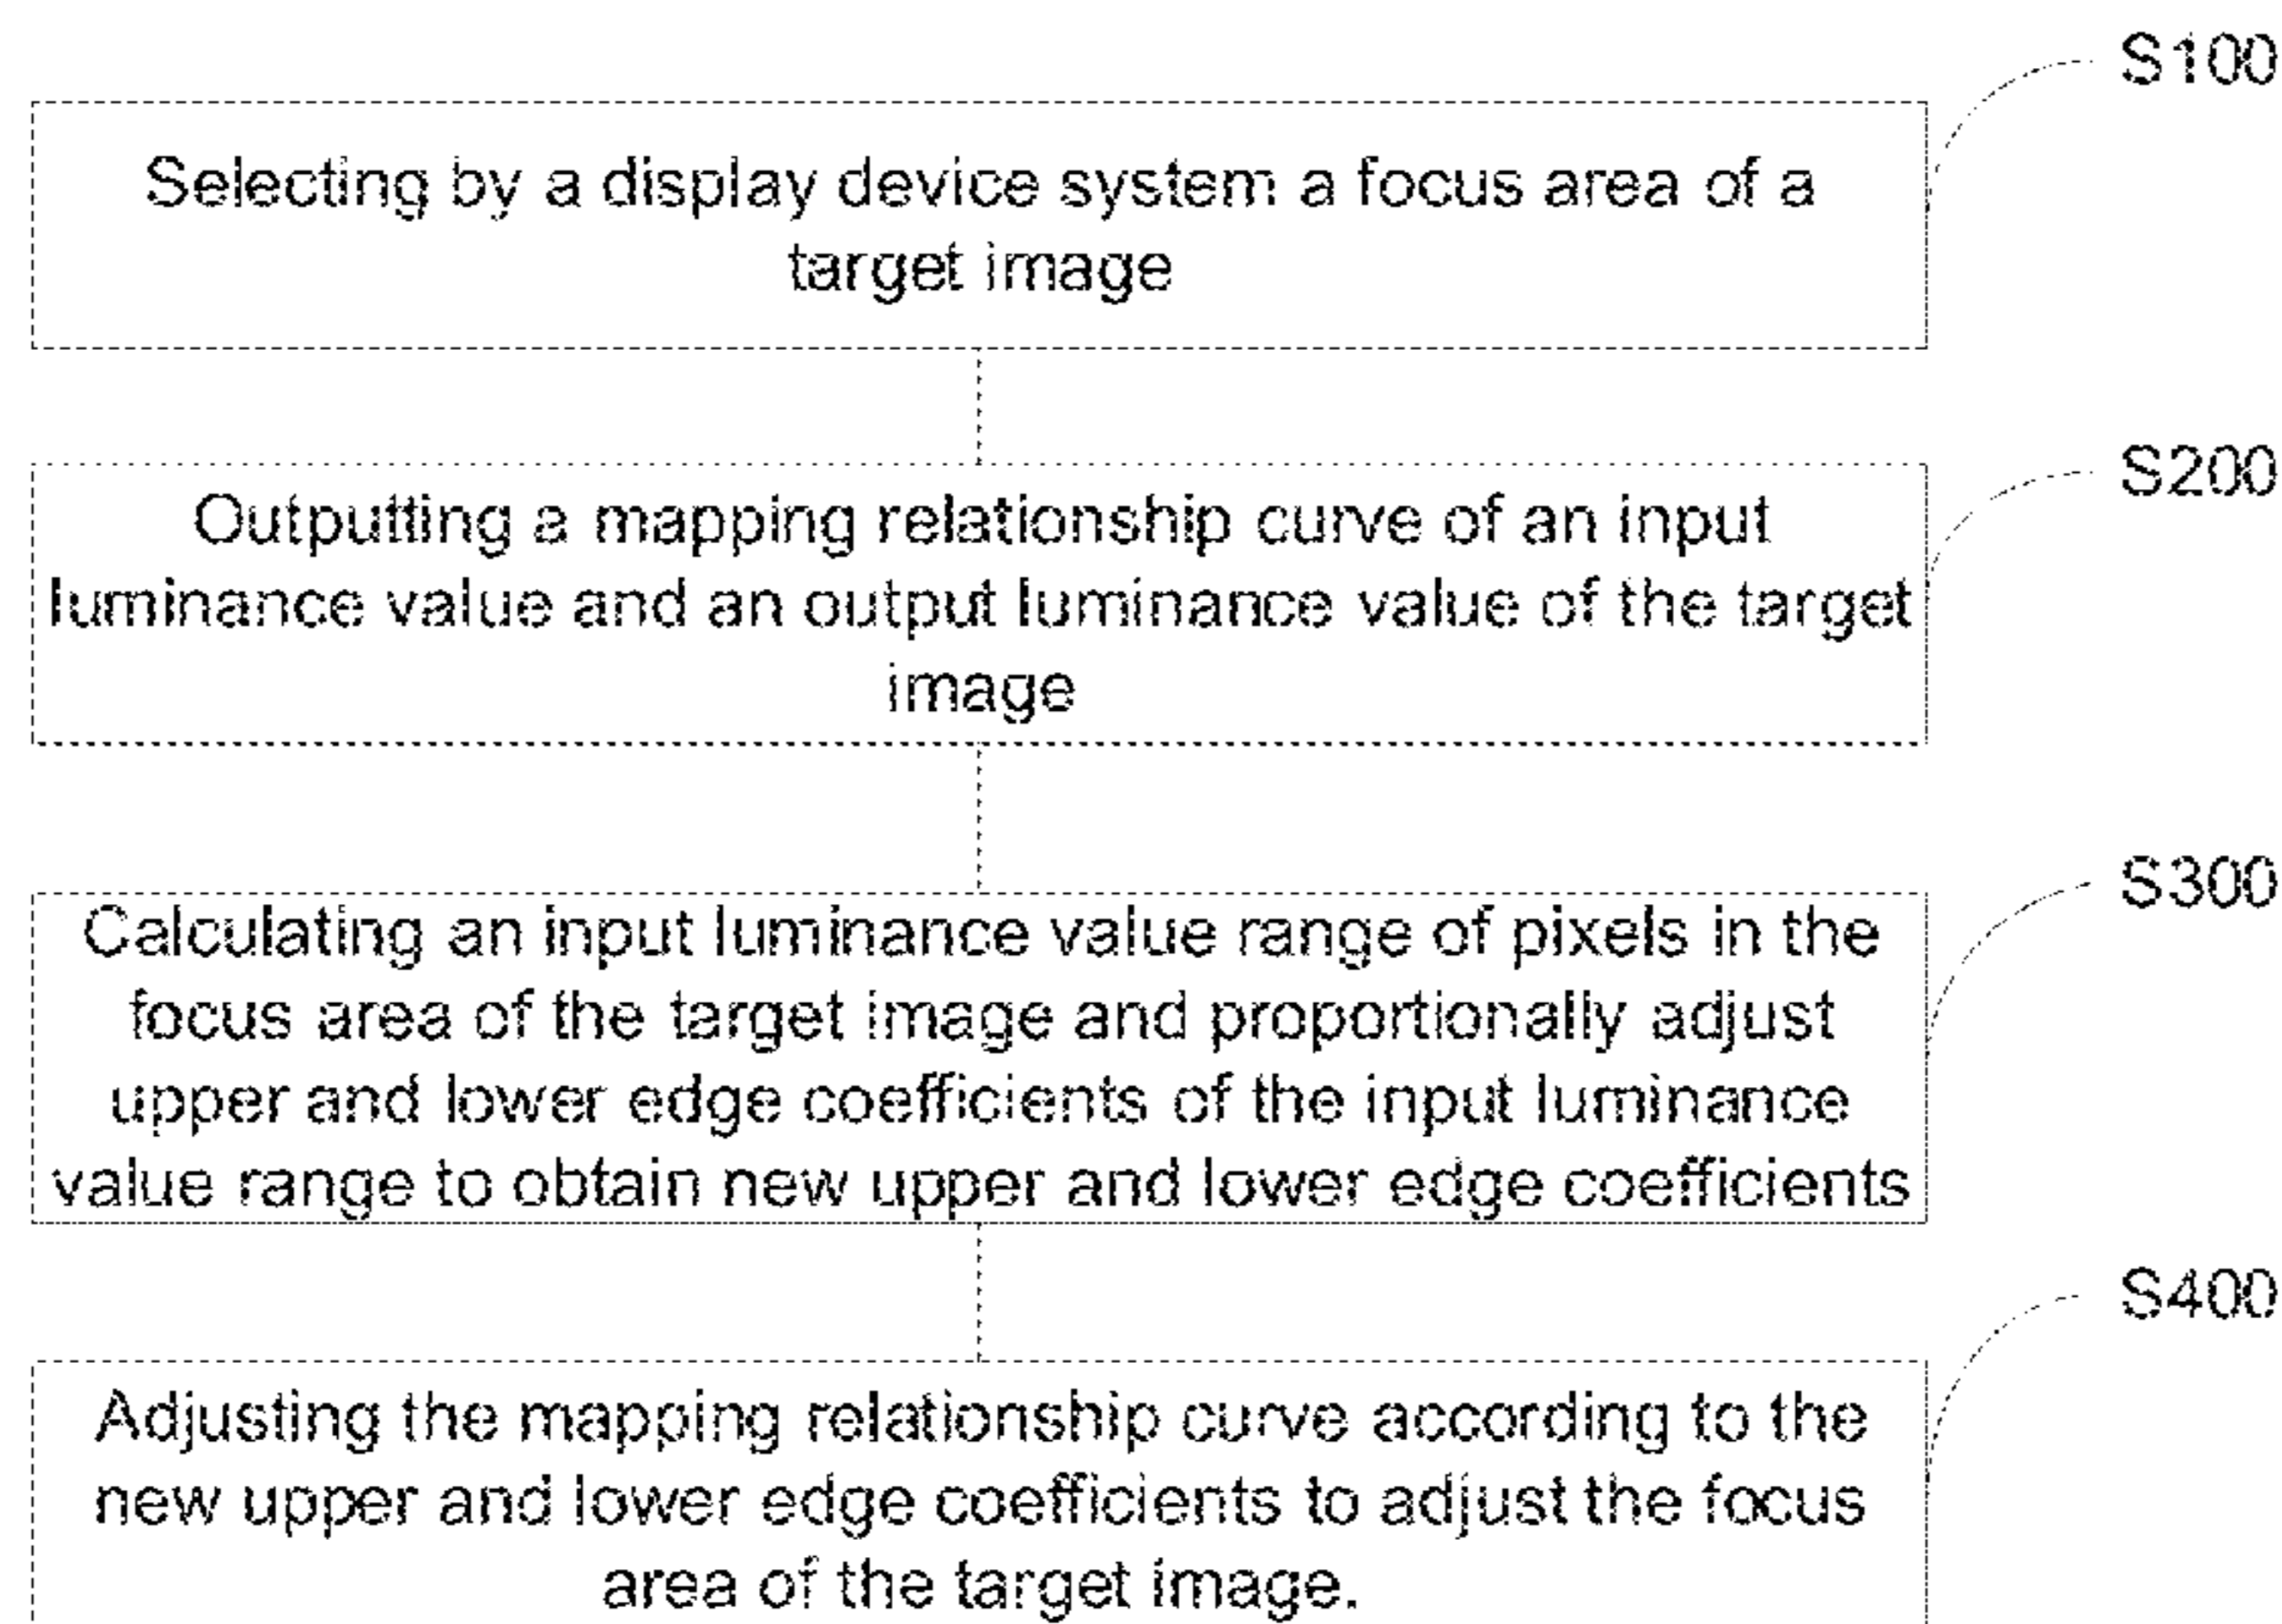 S100
Selecting by a display device system a focus area of a
target image
S200
Outputting a mapping relationship curve of an input
luminance value and an output luminance value of the target
image
S300
Calculating an input luminance value range of pixels in the
focus area of the target image and proportionally adjust
upper and lower edge coefficients of the input luminance
value range to obtain new upper and lower edge coefficients
S400
Adjusting the mapping relationship curve according to the
new upper and lower edge coefficients to adjust the focus
area of the target image.